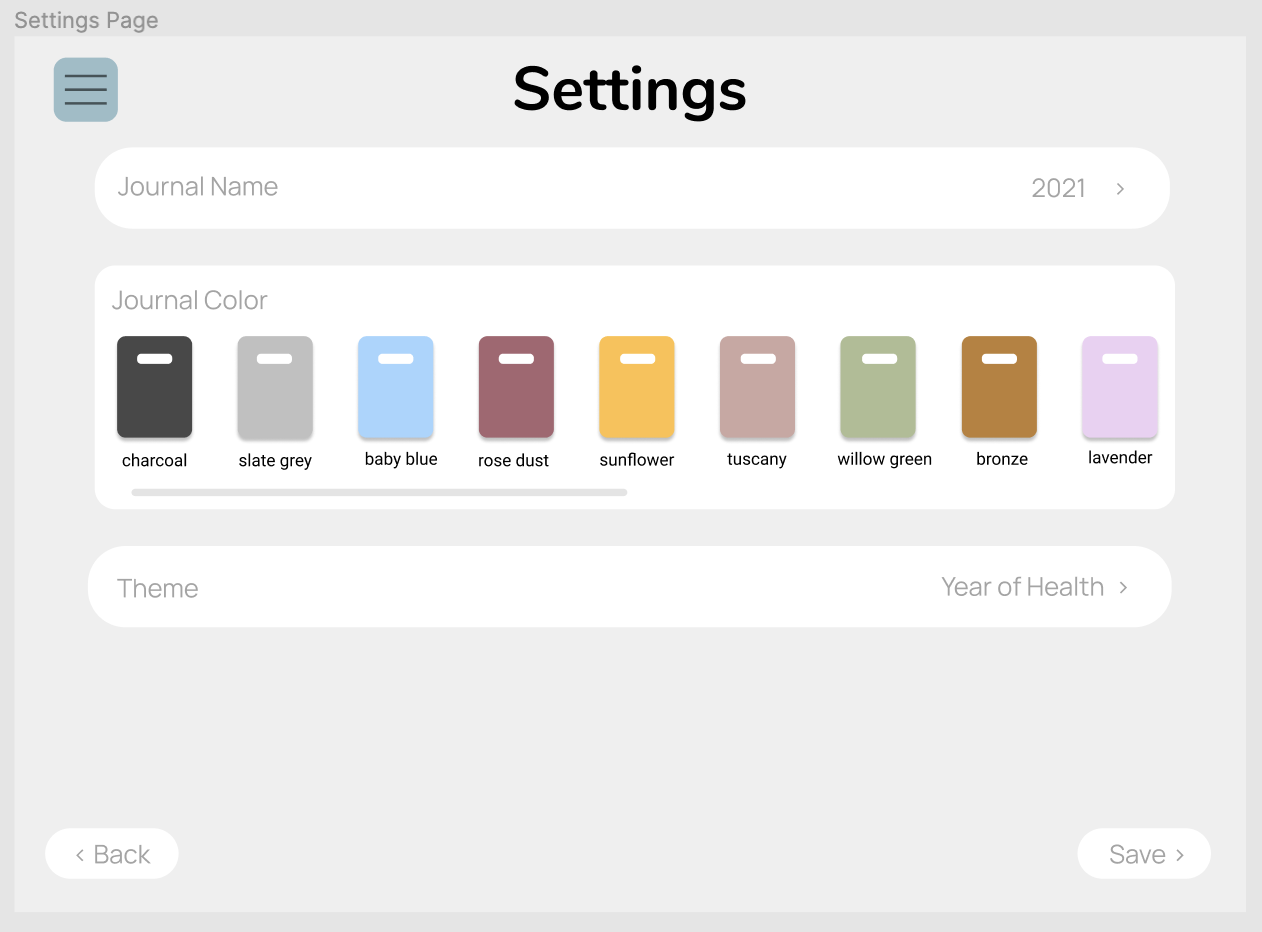 Settings Page
Settings
Journal Name 2021 >
Journal Color
charcoal slate grey baby blue rose dust sunflower tuscany willow green bronze lavender
Theme Year of Health >
< Back Save >